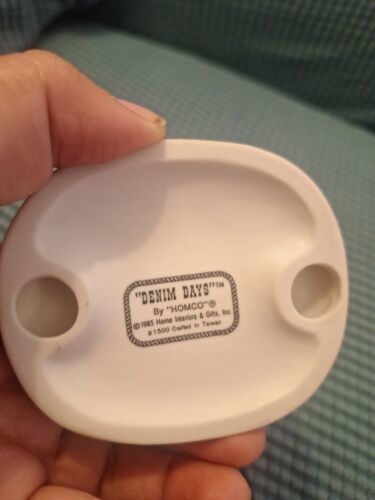 "DENIM DAYS"™
By "HOMCO"®
©1985 Home Interiors & Gifts, Inc.
#1500 Crafted in Taiwan